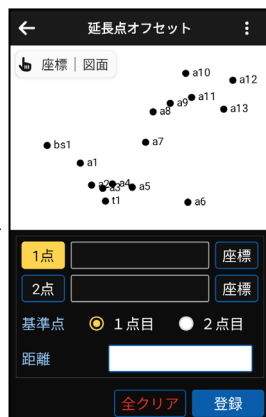 延長点オフセット
座標｜図面
a10
a12
a11
a9
a13
a8
a7
bs1
a1
a2
a3
a4
a5
t1
a6
1点
座標
2点
座標
基準点 1点目 2点目
距離
全クリア 登録